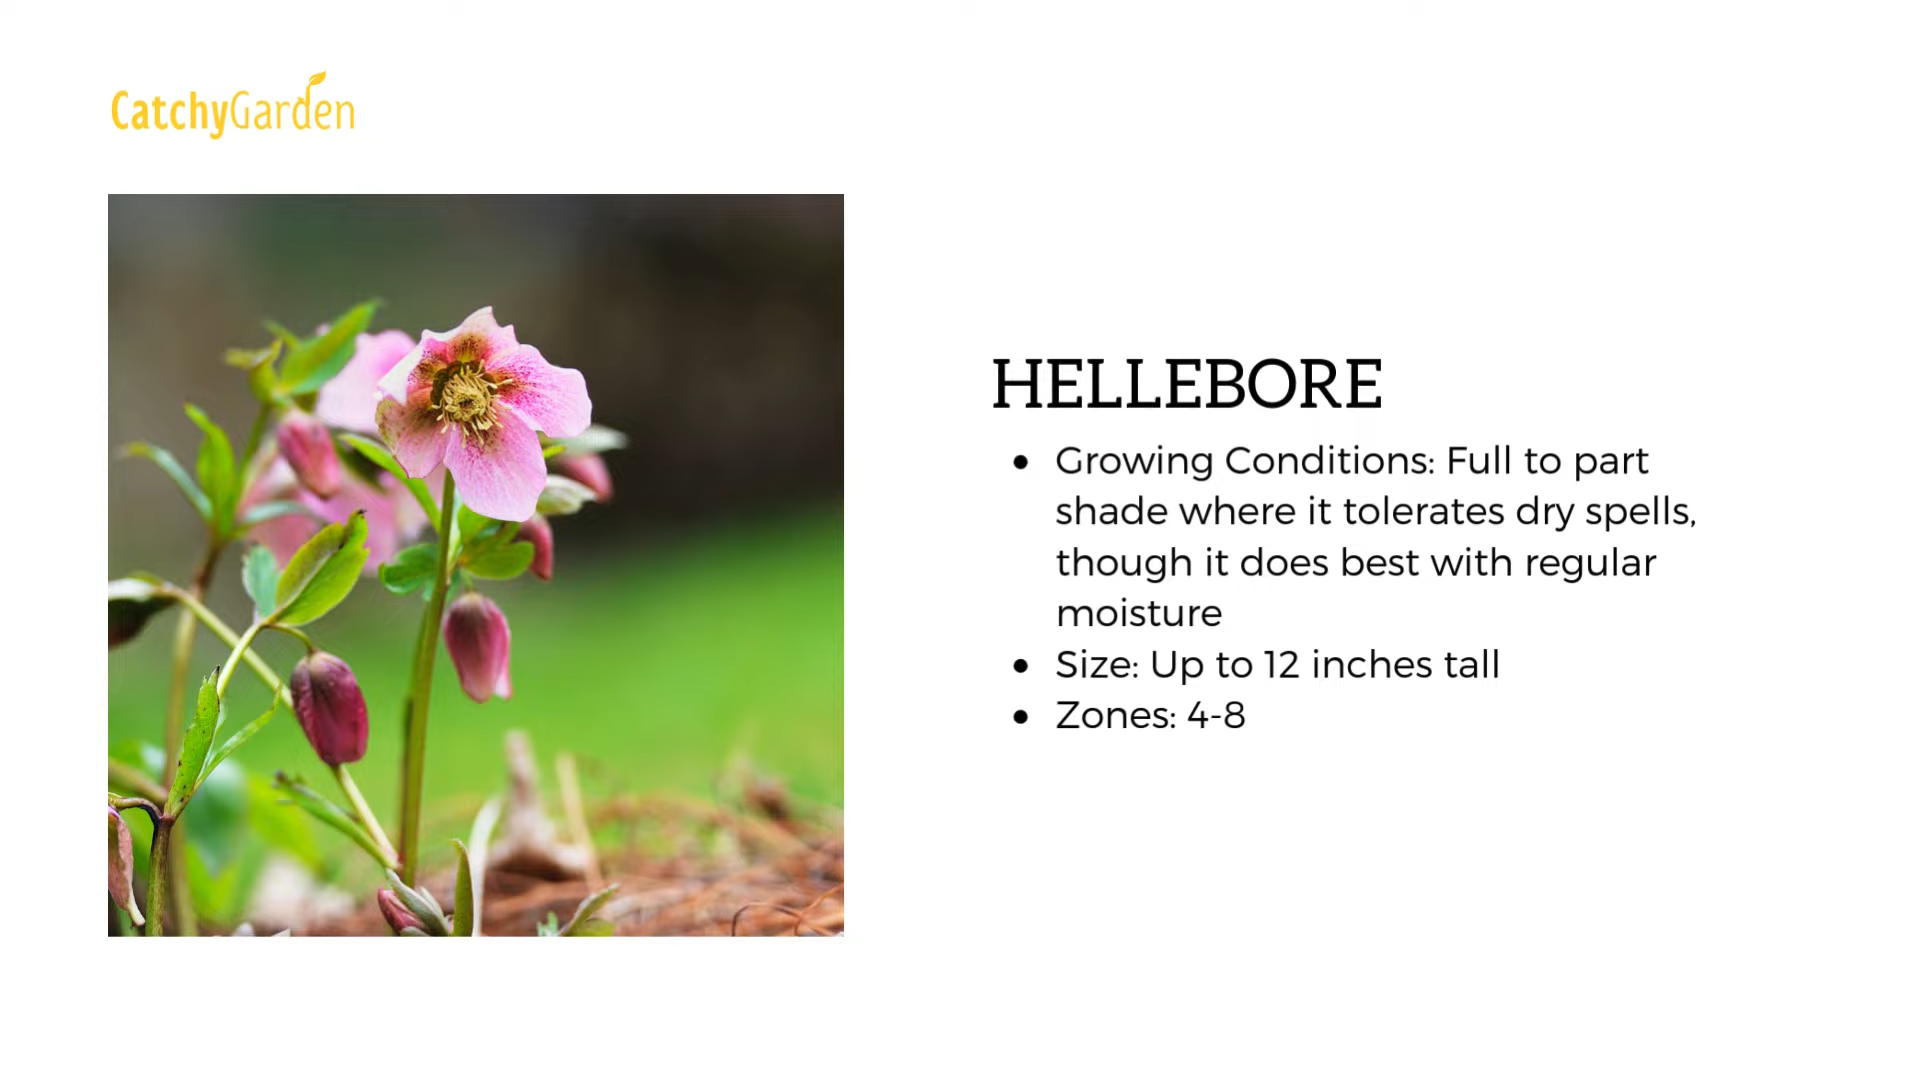 CatchyGarden
HELLEBORE
• Growing Conditions: Full to part
shade where it tolerates dry spells,
though it does best with regular
moisture
• Size: Up to 12 inches tall
• Zones: 4-8